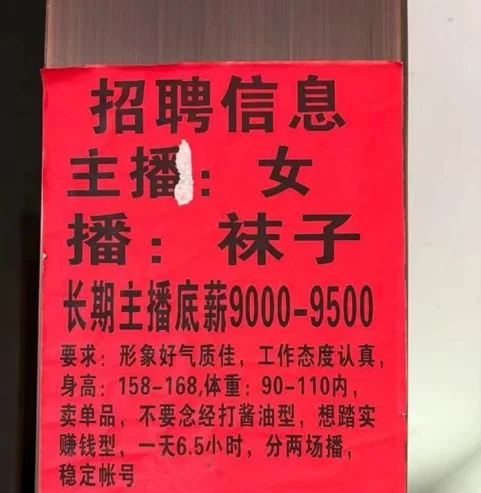 招聘信息
主播：女
播：袜子
长期主播底薪9000-9500
要求：形象好气质佳，工作态度认真，
身高：158-168,体重：90-110内，
卖单品，不要念经打酱油型，想踏实
赚钱型，一天6.5小时，分两场播，
稳定帐号